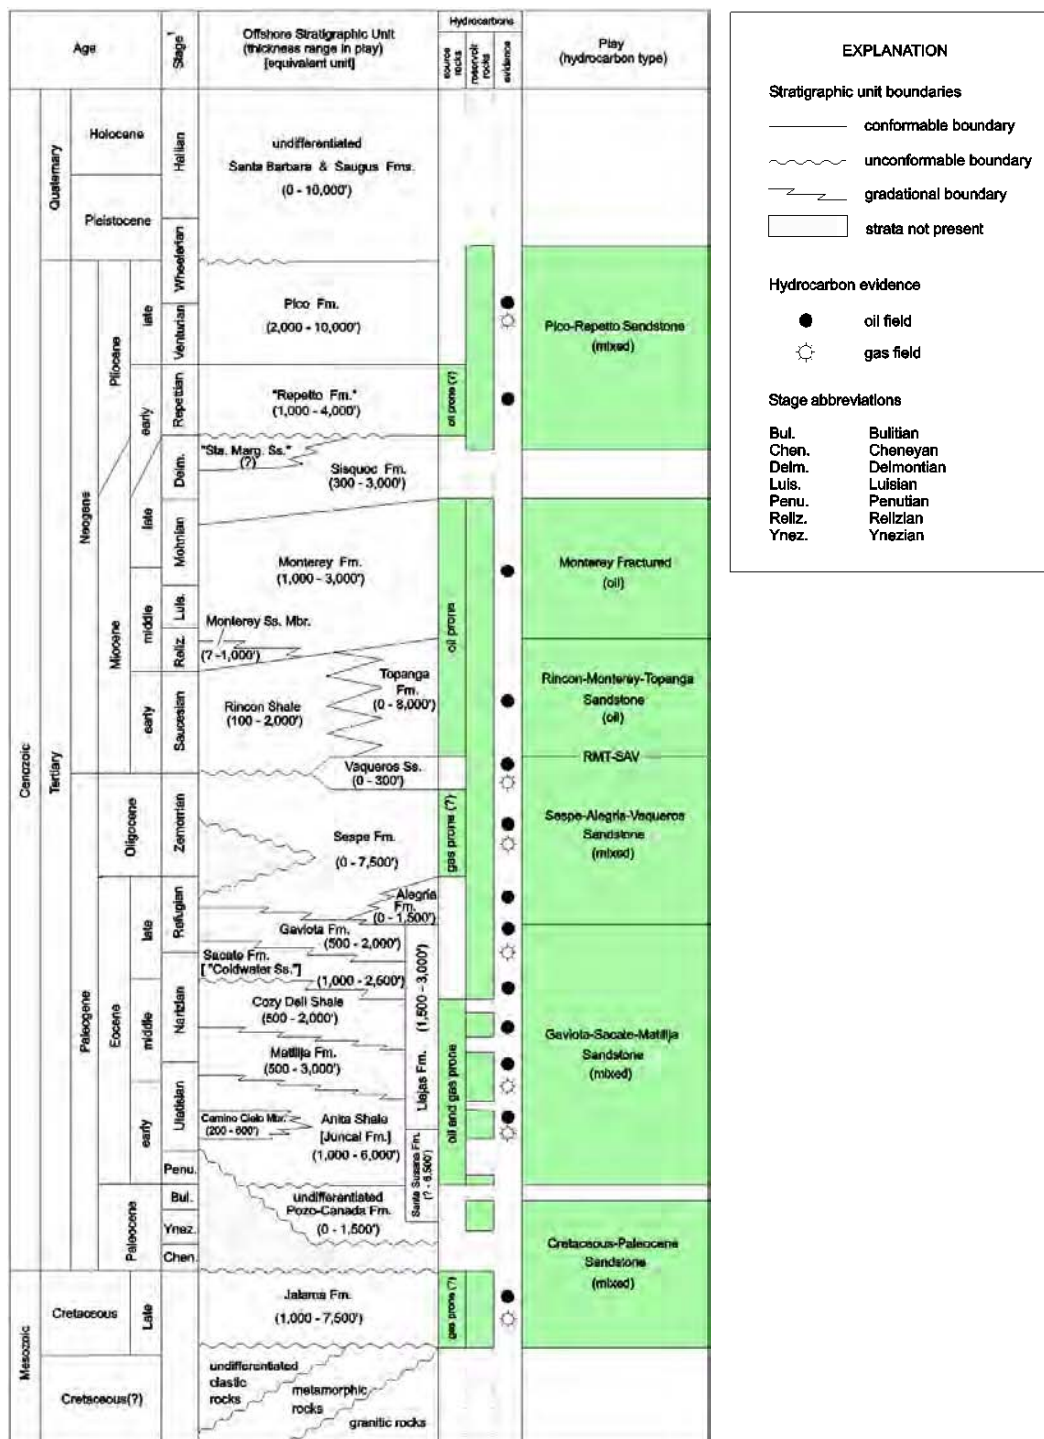 Age
Stage1
Offshore Stratigraphic Unit
(thickness range in play)
[equivalent unit]
Hydrocarbons
source rocks
reservoir rocks
evidence
Play
(hydrocarbon type)
Cenozoic
Mesozoic
Quaternary
Tertiary
Neogene
Paleogene
Holocene
Pleistocene
Pliocene
late
early
Miocene
late
middle
early
Oligocene
Eocene
late
middle
early
Paleocene
Cretaceous
Late
Cretaceous(?)
Hallian
Wheelerian
Venturian
Repettian
Delm.
Mohnian
Luis.
Reliz.
Saucesian
Zemorrian
Refugian
Narizian
Ulatisian
Penu.
Bul.
Ynez.
Chen.
undifferentiated
Santa Barbara & Saugus Fms.
(0 - 10,000')
Pico Fm.
(2,000 - 10,000')
"Repetto Fm."
(1,000 - 4,000')
"Sta. Marg. Ss."
(?)
Sisquoc Fm.
(300 - 3,000')
Monterey Fm.
(1,000 - 3,000')
Monterey Ss. Mbr.
(? -1,000')
Topanga
Fm.
(0 - 8,000')
Rincon Shale
(100 - 2,000')
Vaqueros Ss.
(0 - 300')
Sespe Fm.
(0 - 7,500')
Alegria
Fm.
(0 - 1,500')
Gaviota Fm.
(500 - 2,000')
Sacate Fm.
[ "Coldwater Ss."]
(1,000 - 2,500')
Cozy Dell Shale
(500 - 2,000')
Matilija Fm.
(500 - 3,000')
Llajas Fm. (1,500 - 3,000')
Camino Cielo Mbr.
(200 - 600')
Anita Shale
[Juncal Fm.]
(1,000 - 6,000')
Santa Susana Fm.
(? - 6,500')
undifferentiated
Pozo-Canada Fm.
(0 - 1,500')
Jalama Fm.
(1,000 - 7,500')
undifferentiated
clastic
rocks
metamorphic
rocks
granitic rocks
oil prone (?)
oil prone
gas prone (?)
oil and gas prone
gas prone (?)
Pico-Repetto Sandstone
(mixed)
Monterey Fractured
(oil)
Rincon-Monterey-Topanga
Sandstone
(oil)
RMT-SAV
Sespe-Alegria-Vaqueros
Sandstone
(mixed)
Gaviota-Sacate-Matilija
Sandstone
(mixed)
Cretaceous-Paleocene
Sandstone
(mixed)
EXPLANATION
Stratigraphic unit boundaries
conformable boundary
unconformable boundary
gradational boundary
strata not present
Hydrocarbon evidence
oil field
gas field
Stage abbreviations
Bul. Bulitian
Chen. Cheneyan
Delm. Delmontian
Luis. Luisian
Penu. Penutian
Reliz. Relizian
Ynez. Ynezian